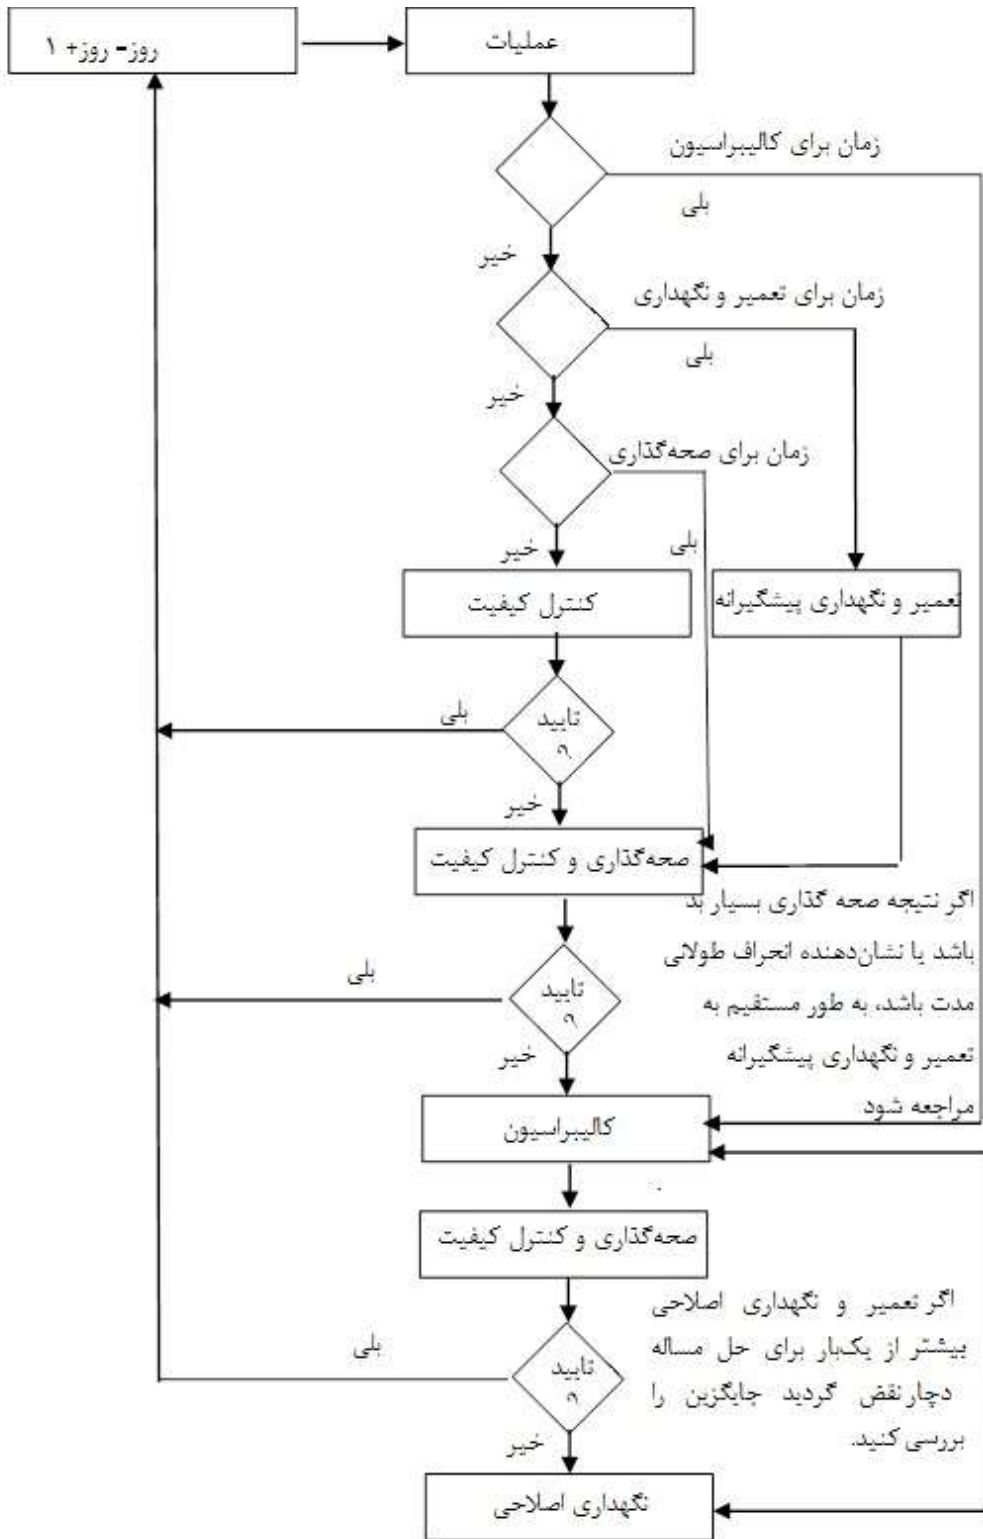 روز- روز+ ۱
عملیات
زمان برای کالیبراسیون
بلی
خیر
زمان برای تعمیر و نگهداری
بلی
خیر
زمان برای صحه‌گذاری
بلی
خیر
کنترل کیفیت
تعمیر و نگهداری پیشگیرانه
تایید
؟
بلی
خیر
صحه‌گذاری و کنترل کیفیت
اگر نتیجه صحه گذاری بسیار بد
باشد یا نشان‌دهنده انحراف طولانی
مدت باشد، به طور مستقیم به
تعمیر و نگهداری پیشگیرانه
مراجعه شود
تایید
؟
بلی
خیر
کالیبراسیون
.
صحه‌گذاری و کنترل کیفیت
اگر تعمیر و نگهداری اصلاحی
بیشتر از یک‌بار برای حل مساله
دچار نقض گردید جایگزین را
بررسی کنید.
تایید
؟
بلی
خیر
نگهداری اصلاحی